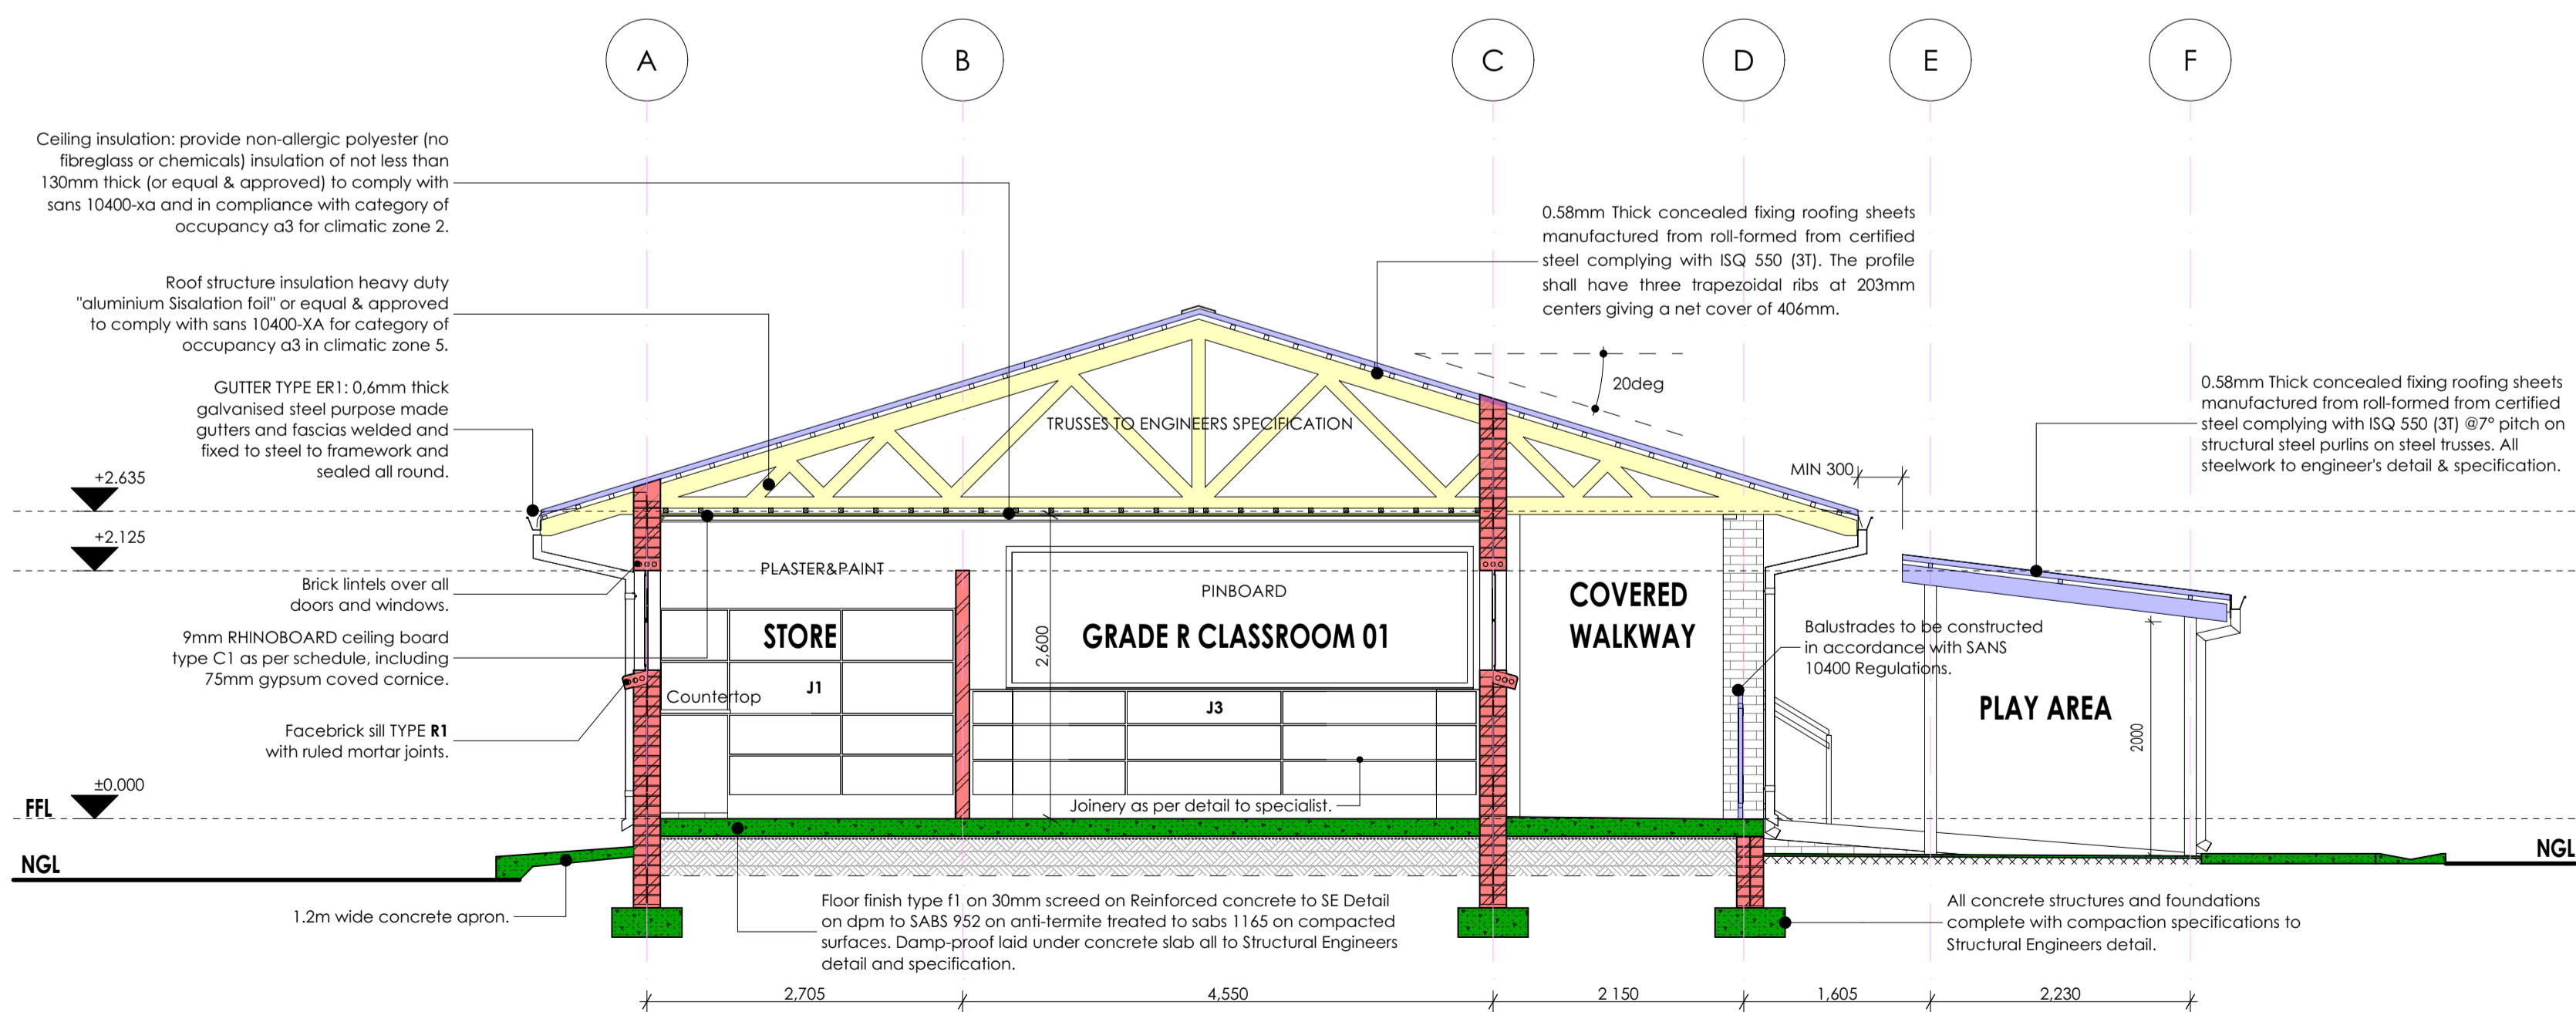 A
B
C
D
E
F
Ceiling insulation: provide non-allergic polyester (no
fibreglass or chemicals) insulation of not less than
130mm thick (or equal & approved) to comply with
sans 10400-xa and in compliance with category of
occupancy a3 for climatic zone 2.
Roof structure insulation heavy duty
"aluminium Sisalation foil" or equal & approved
to comply with sans 10400-XA for category of
occupancy a3 in climatic zone 5.
GUTTER TYPE ER1: 0,6mm thick
galvanised steel purpose made
gutters and fascias welded and
fixed to steel to framework and
sealed all round.
+2.635
+2.125
Brick lintels over all
doors and windows.
9mm RHINOBOARD ceiling board
type C1 as per schedule, including
75mm gypsum coved cornice.
Facebrick sill TYPE R1
with ruled mortar joints.
±0.000
FFL
NGL
1.2m wide concrete apron.
0.58mm Thick concealed fixing roofing sheets
manufactured from roll-formed from certified
steel complying with ISQ 550 (3T). The profile
shall have three trapezoidal ribs at 203mm
centers giving a net cover of 406mm.
20deg
TRUSSES TO ENGINEERS SPECIFICATION
MIN 300
0.58mm Thick concealed fixing roofing sheets
manufactured from roll-formed from certified
steel complying with ISQ 550 (3T) @7° pitch on
structural steel purlins on steel trusses. All
steelwork to engineer's detail & specification.
PLASTER&PAINT
STORE
J1
Countertop
2,600
PINBOARD
GRADE R CLASSROOM 01
J3
Joinery as per detail to specialist.
COVERED
WALKWAY
Balustrades to be constructed
in accordance with SANS
10400 Regulations.
PLAY AREA
2000
NGL
Floor finish type f1 on 30mm screed on Reinforced concrete to SE Detail
on dpm to SABS 952 on anti-termite treated to sabs 1165 on compacted
surfaces. Damp-proof laid under concrete slab all to Structural Engineers
detail and specification.
All concrete structures and foundations
complete with compaction specifications to
Structural Engineers detail.
2,705
4,550
2 150
1,605
2,230